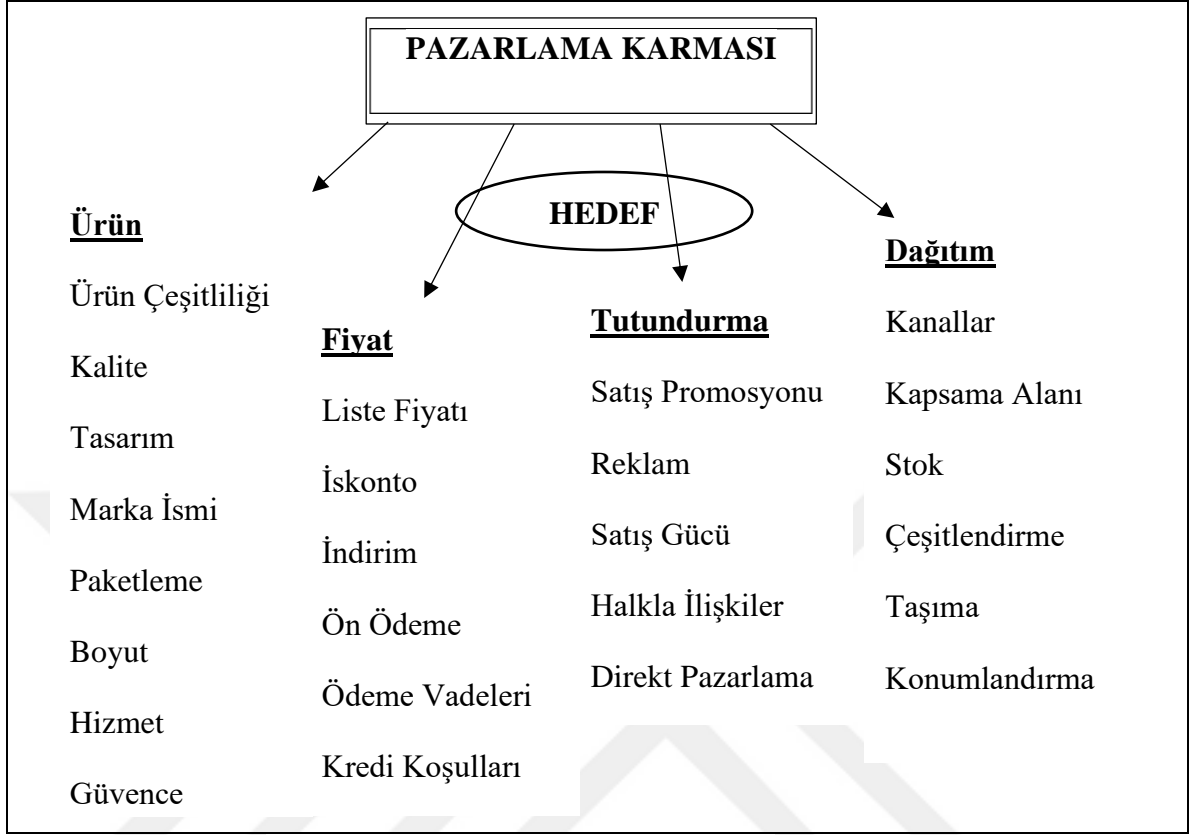 PAZARLAMA KARMASI
HEDEF
Ürün
Ürün Çeşitliliği
Kalite
Tasarım
Marka İsmi
Paketleme
Boyut
Hizmet
Güvence
Fiyat
Liste Fiyatı
İskonto
İndirim
Ön Ödeme
Ödeme Vadeleri
Kredi Koşulları
Tutundurma
Satış Promosyonu
Reklam
Satış Gücü
Halkla İlişkiler
Direkt Pazarlama
Dağıtım
Kanallar
Kapsama Alanı
Stok
Çeşitlendirme
Taşıma
Konumlandırma